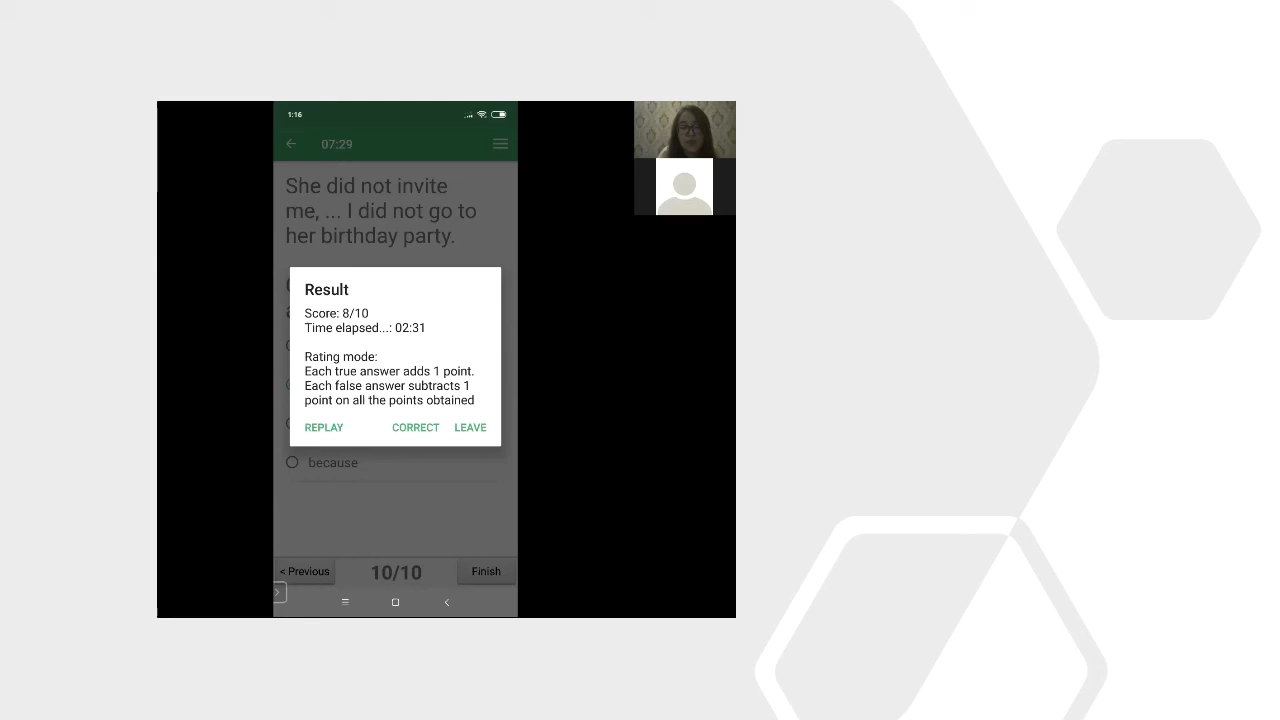 1:16
07:29
She did not invite
me, ... I did not go to
her birthday party.
Result
Score: 8/10
Time elapsed...: 02:31
Rating mode:
Each true answer adds 1 point.
Each false answer subtracts 1
point on all the points obtained
REPLAY CORRECT LEAVE
because
< Previous 10/10 Finish